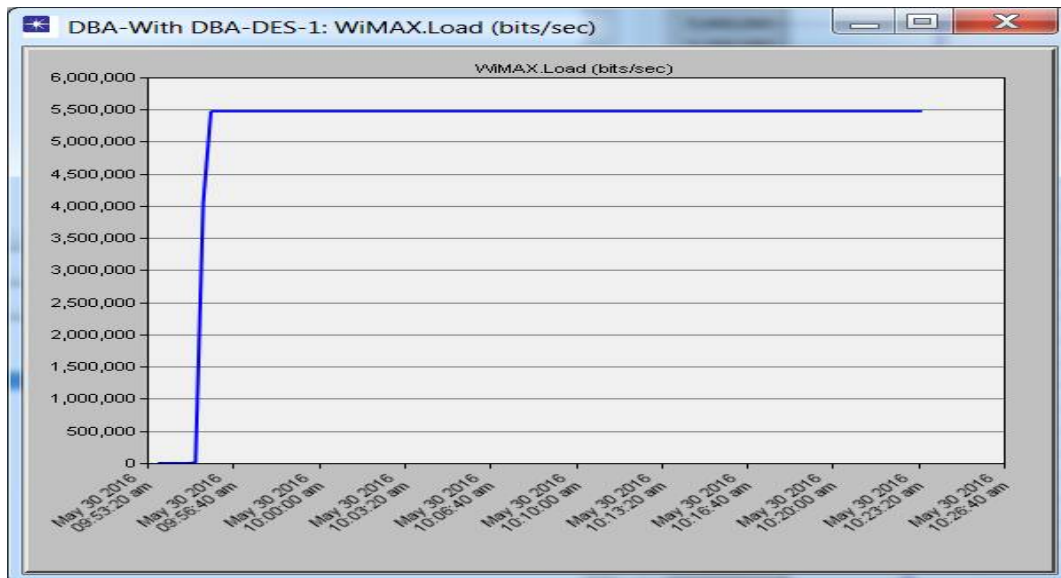 DBA-With DBA-DES-1: WiMAX.Load (bits/sec)
WiMAX.Load (bits/sec)
6,000,000
5,500,000
5,000,000
4,500,000
4,000,000
3,500,000
3,000,000
2,500,000
2,000,000
1,500,000
1,000,000
500,000
0
May 30 2016
09:53:20 am
May 30 2016
09:56:40 am
May 30 2016
10:00:00 am
May 30 2016
10:03:20 am
May 30 2016
10:06:40 am
May 30 2016
10:10:00 am
May 30 2016
10:13:20 am
May 30 2016
10:16:40 am
May 30 2016
10:20:00 am
May 30 2016
10:23:20 am
May 30 2016
10:26:40 am